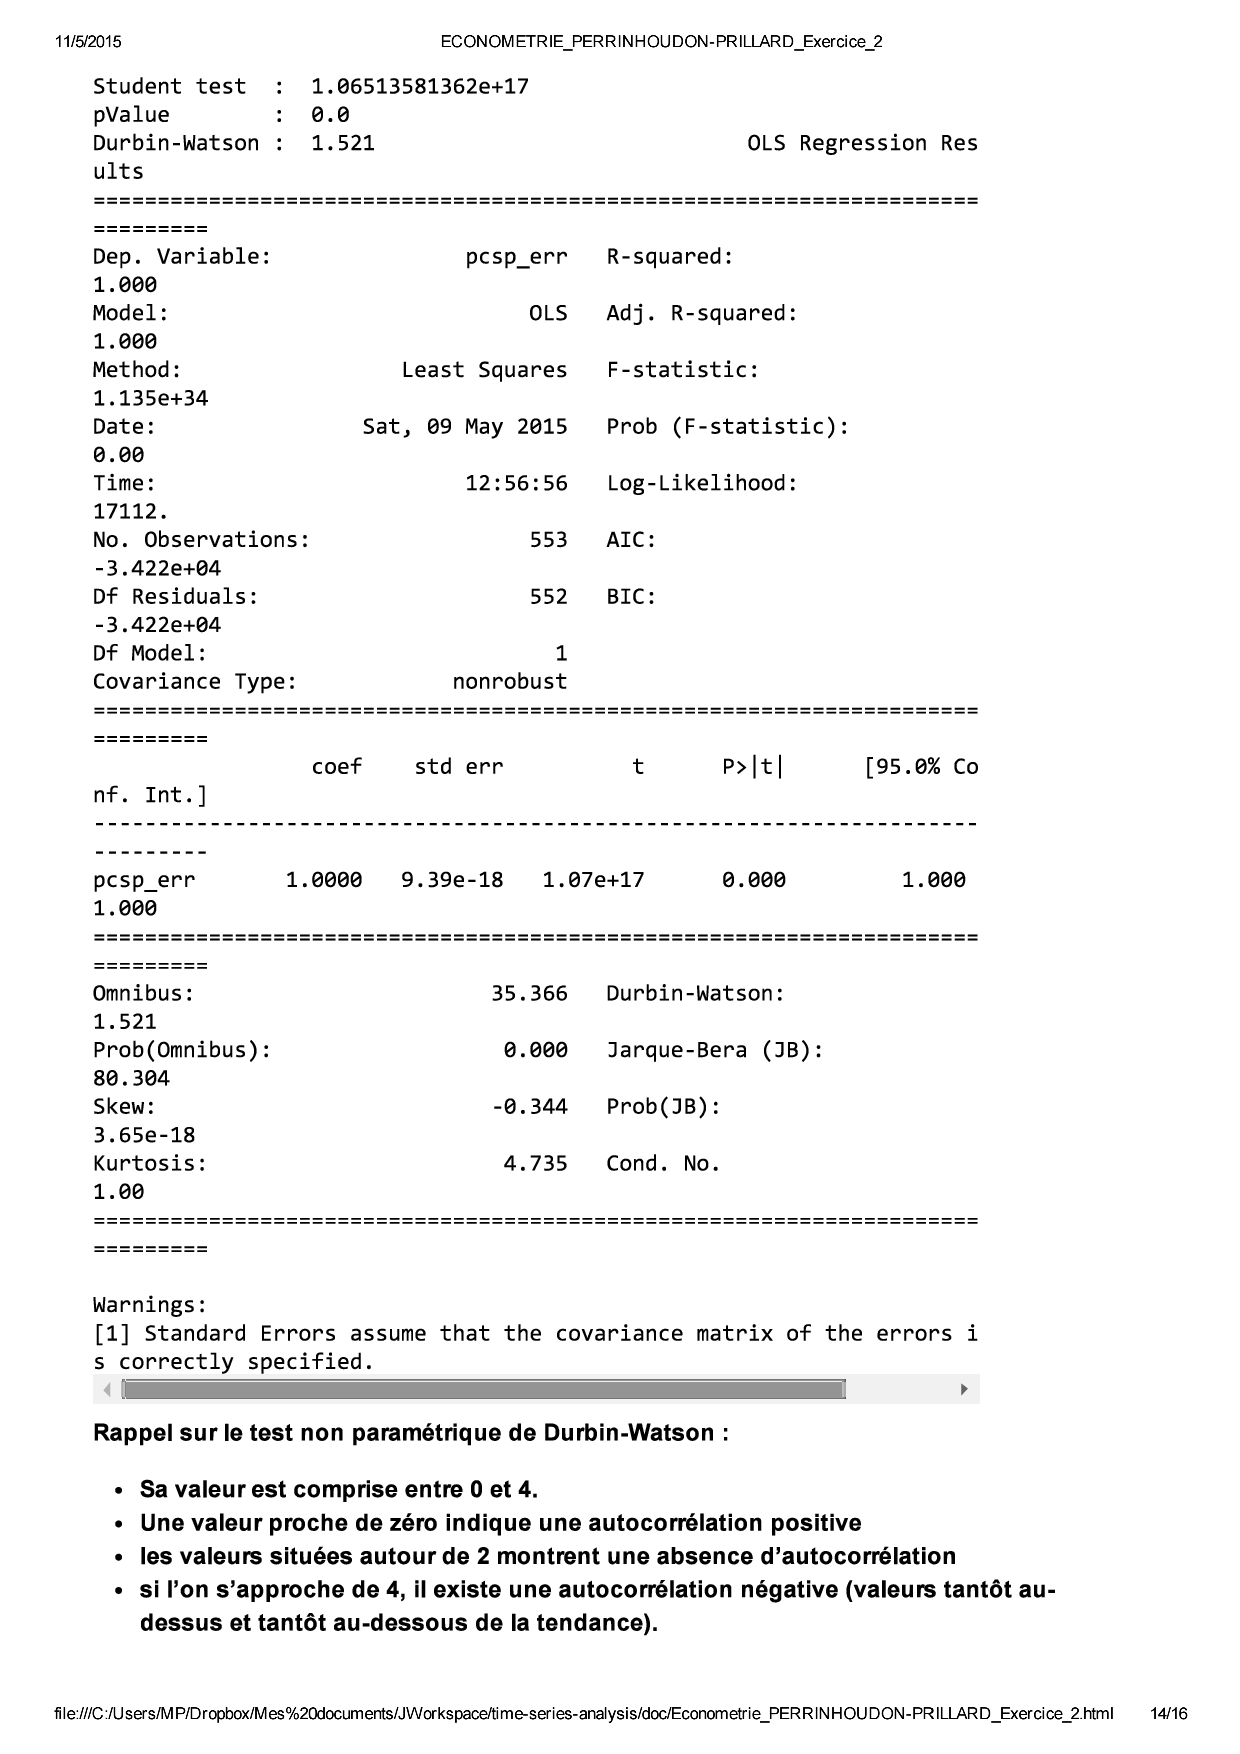 11/5/2015 ECONOMETRIE_PERRINHOUDON-PRILLARD_Exercice_2
Student test  :  1.06513581362e+17
pValue        :  0.0
Durbin-Watson :  1.521                             OLS Regression Res
ults
=====================================================================
=========
Dep. Variable:               pcsp_err   R-squared:
1.000
Model:                            OLS   Adj. R-squared:
1.000
Method:                 Least Squares   F-statistic:
1.135e+34
Date:                Sat, 09 May 2015   Prob (F-statistic):
0.00
Time:                        12:56:56   Log-Likelihood:
17112.
No. Observations:                 553   AIC:
-3.422e+04
Df Residuals:                     552   BIC:
-3.422e+04
Df Model:                           1
Covariance Type:            nonrobust
=====================================================================
=========
                 coef    std err          t      P>|t|      [95.0% Co
nf. Int.]
---------------------------------------------------------------------
---------
pcsp_err       1.0000   9.39e-18   1.07e+17      0.000         1.000
1.000
=====================================================================
=========
Omnibus:                       35.366   Durbin-Watson:
1.521
Prob(Omnibus):                  0.000   Jarque-Bera (JB):
80.304
Skew:                          -0.344   Prob(JB):
3.65e-18
Kurtosis:                       4.735   Cond. No.
1.00
=====================================================================
=========
Warnings:
[1] Standard Errors assume that the covariance matrix of the errors i
s correctly specified.
Rappel sur le test non paramétrique de Durbin-Watson :
• Sa valeur est comprise entre 0 et 4.
• Une valeur proche de zéro indique une autocorrélation positive
• les valeurs situées autour de 2 montrent une absence d’autocorrélation
• si l’on s’approche de 4, il existe une autocorrélation négative (valeurs tantôt au-
dessus et tantôt au-dessous de la tendance).
file:///C:/Users/MP/Dropbox/Mes%20documents/JWorkspace/time-series-analysis/doc/Econometrie_PERRINHOUDON-PRILLARD_Exercice_2.html 14/16